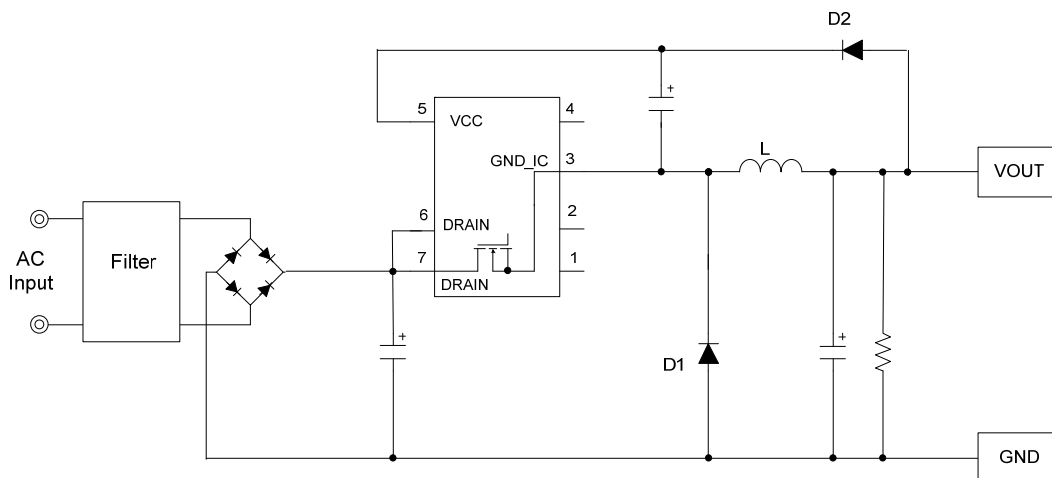 D2
+
5
VCC
4
GND_IC
3
L
VOUT
6
DRAIN
2
AC
Input
Filter
7
DRAIN
1
+
D1
+
GND